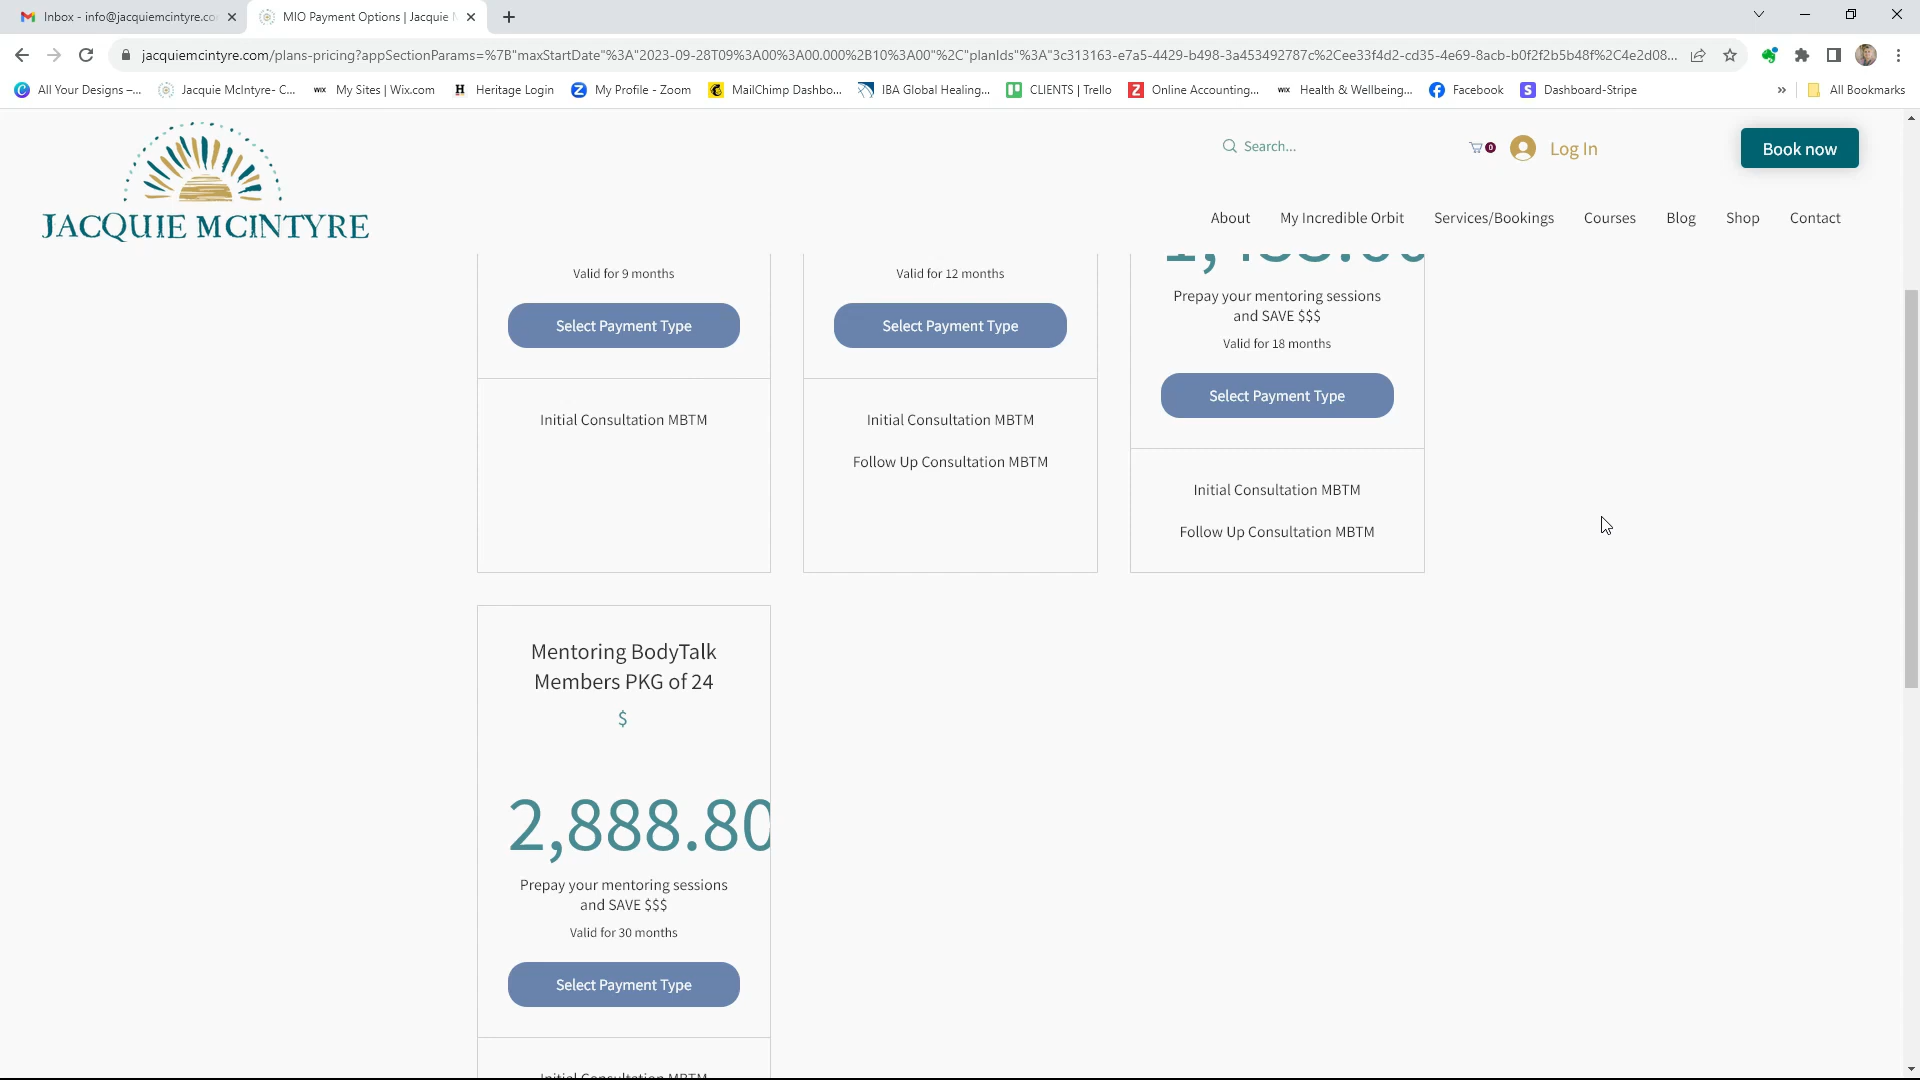 Inbox - info@jacquiemcintyre.co
MIO Payment Options | Jacquie M
jacquiemcintyre.com/plans-pricing?appSectionParams=%7B"maxStartDate"%3A"2023-09-28T09%3A00%3A00.000%2B10%3A00"%2C"planIds"%3A"3c313163-e7a5-4429-b498-3a453492787c%2Cee33f4d2-cd35-4e69-8acb-b0f2f2b5b48f%2C4e2d08...
All Your Designs –...
Jacquie McIntyre- C...
WIX My Sites | Wix.com
H Heritage Login
My Profile - Zoom
MailChimp Dashbo...
IBA Global Healing...
CLIENTS | Trello
Z Online Accounting...
WIX Health & Wellbeing...
Facebook
S Dashboard-Stripe
»
All Bookmarks
JACQUIE MCINTYRE
Search...
0
Log In
Book now
About
My Incredible Orbit
Services/Bookings
Courses
Blog
Shop
Contact
Valid for 9 months
Select Payment Type
Initial Consultation MBTM
Valid for 12 months
Select Payment Type
Initial Consultation MBTM
Follow Up Consultation MBTM
Prepay your mentoring sessions
and SAVE $$$
Valid for 18 months
Select Payment Type
Initial Consultation MBTM
Follow Up Consultation MBTM
Mentoring BodyTalk
Members PKG of 24
$
2,888.80
Prepay your mentoring sessions
and SAVE $$$
Valid for 30 months
Select Payment Type
Initial Consultation MBTM